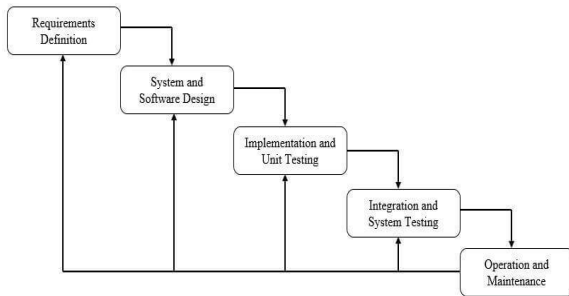 Requirements
Definition
System and
Software Design
Implementation and
Unit Testing
Integration and
System Testing
Operation and
Maintenance